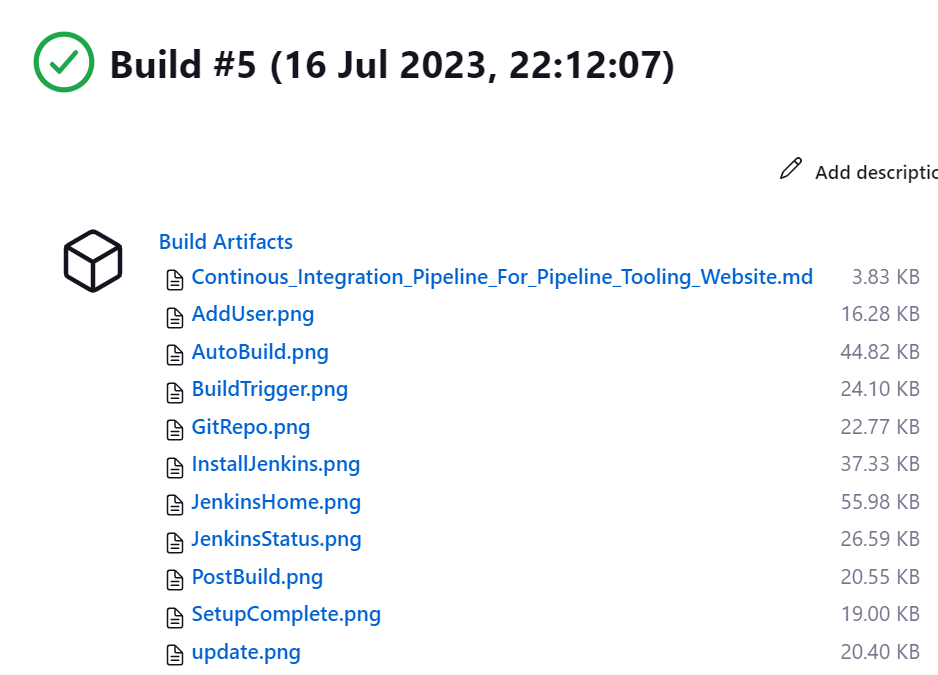 Build #5 (16 Jul 2023, 22:12:07)
Add descriptio
Build Artifacts
Continous_Integration_Pipeline_For_Pipeline_Tooling_Website.md 3.83 KB
AddUser.png 16.28 KB
AutoBuild.png 44.82 KB
BuildTrigger.png 24.10 KB
GitRepo.png 22.77 KB
InstallJenkins.png 37.33 KB
JenkinsHome.png 55.98 KB
JenkinsStatus.png 26.59 KB
PostBuild.png 20.55 KB
SetupComplete.png 19.00 KB
update.png 20.40 KB